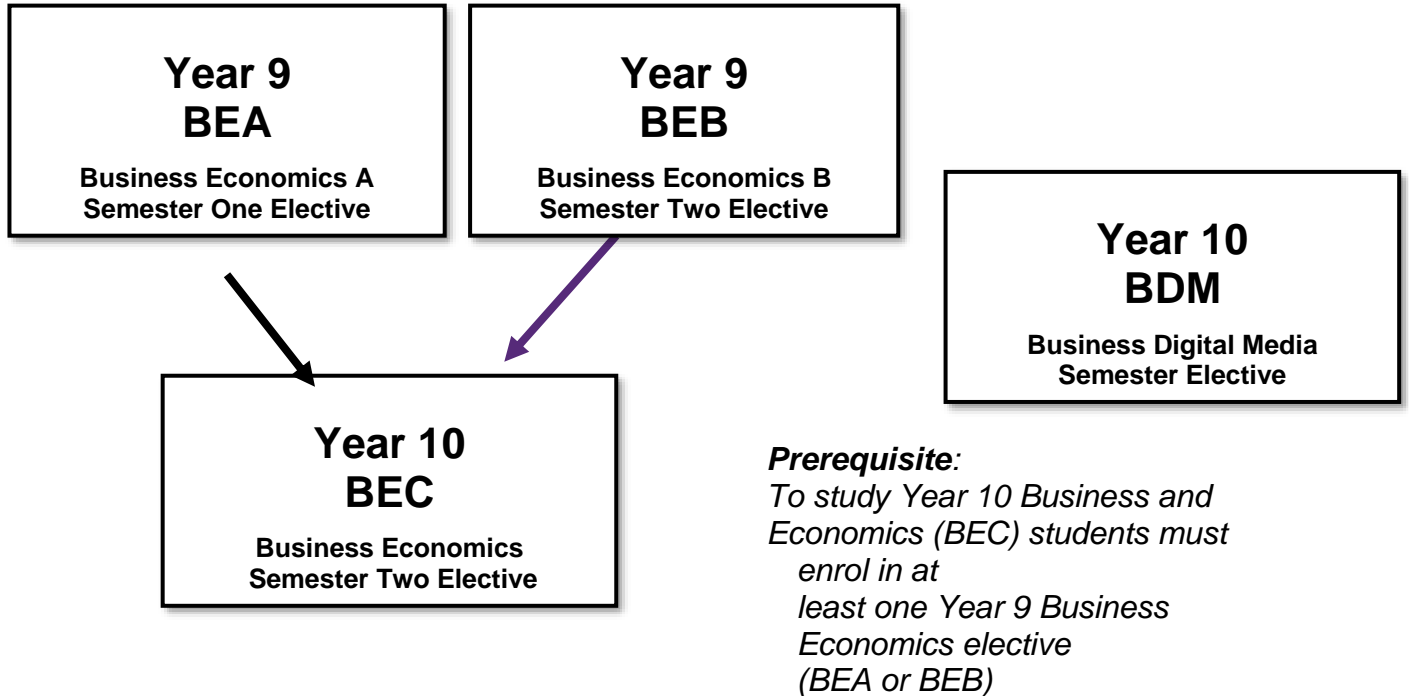 Year 9
BEA
Business Economics A
Semester One Elective
Year 9
BEB
Business Economics B
Semester Two Elective
Year 10
BDM
Business Digital Media
Semester Elective
Year 10
BEC
Business Economics
Semester Two Elective
Prerequisite:
To study Year 10 Business and
Economics (BEC) students must
enrol in at
least one Year 9 Business
Economics elective
(BEA or BEB)